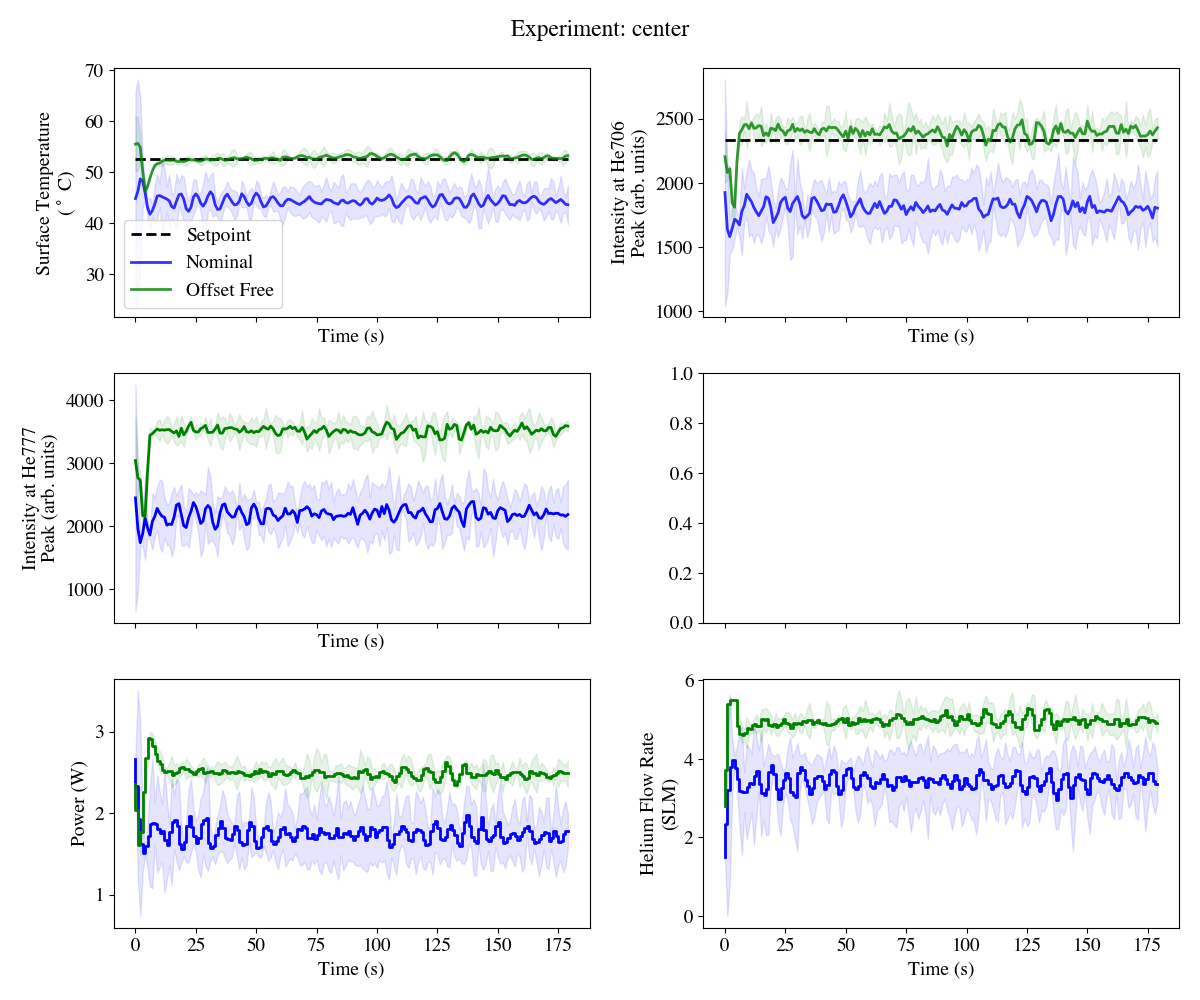 Experiment: center
70
60
50
40
30
Surface Temperature
(° C)
Setpoint
Nominal
Offset Free
Time (s)
2500
2000
1500
1000
Intensity at He706
Peak (arb. units)
Time (s)
4000
3000
2000
1000
Intensity at He777
Peak (arb. units)
Time (s)
1.0
0.8
0.6
0.4
0.2
0.0
3
2
1
Power (W)
0 25 50 75 100 125 150 175
Time (s)
6
4
2
0
Helium Flow Rate
(SLM)
0 25 50 75 100 125 150 175
Time (s)